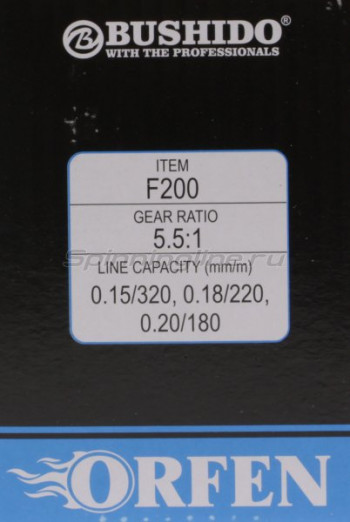 BUSHIDO®
WITH THE PROFESSIONALS
ITEM
F200
GEAR RATIO
5.5:1
LINE CAPACITY (mm/m)
0.15/320, 0.18/220,
0.20/180
ORFEN